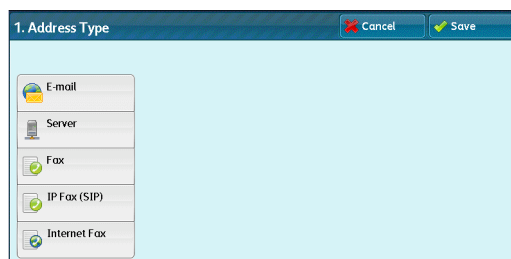 1. Address Type Cancel Save
E-mail
Server
Fax
IP Fax (SIP)
Internet Fax